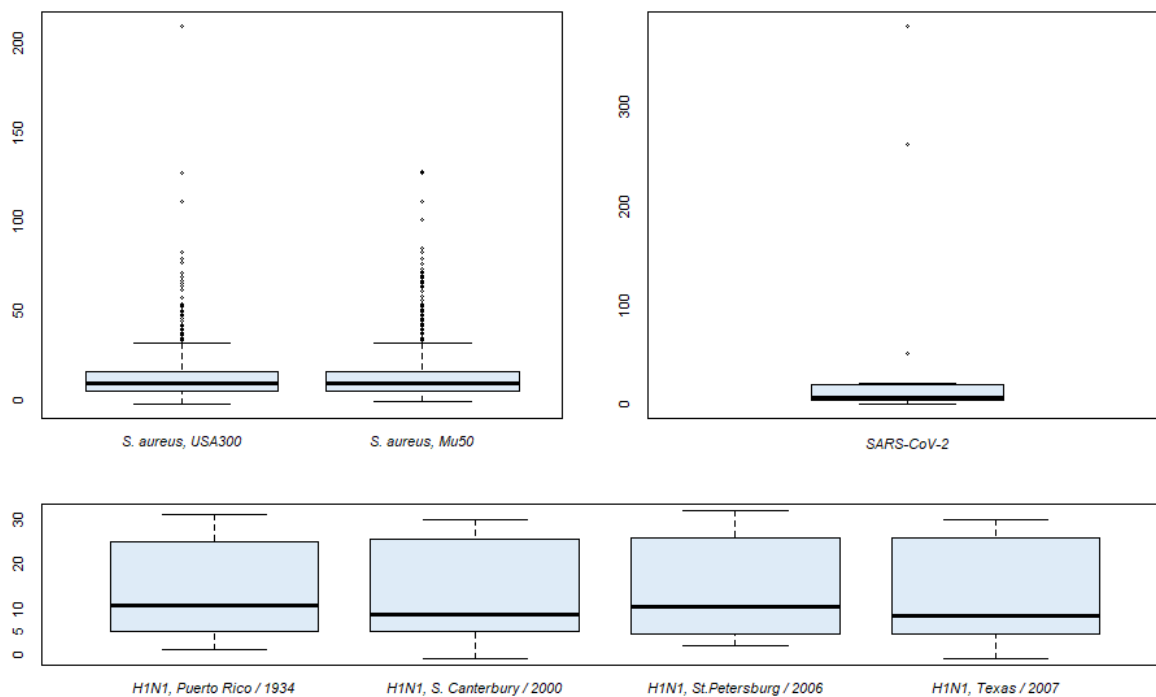 200
150
100
50
0
S. aureus, USA300
S. aureus, Mu50
300
200
100
0
SARS-CoV-2
30
20
10
5
0
H1N1, Puerto Rico / 1934
H1N1, S. Canterbury / 2000
H1N1, St.Petersburg / 2006
H1N1, Texas / 2007